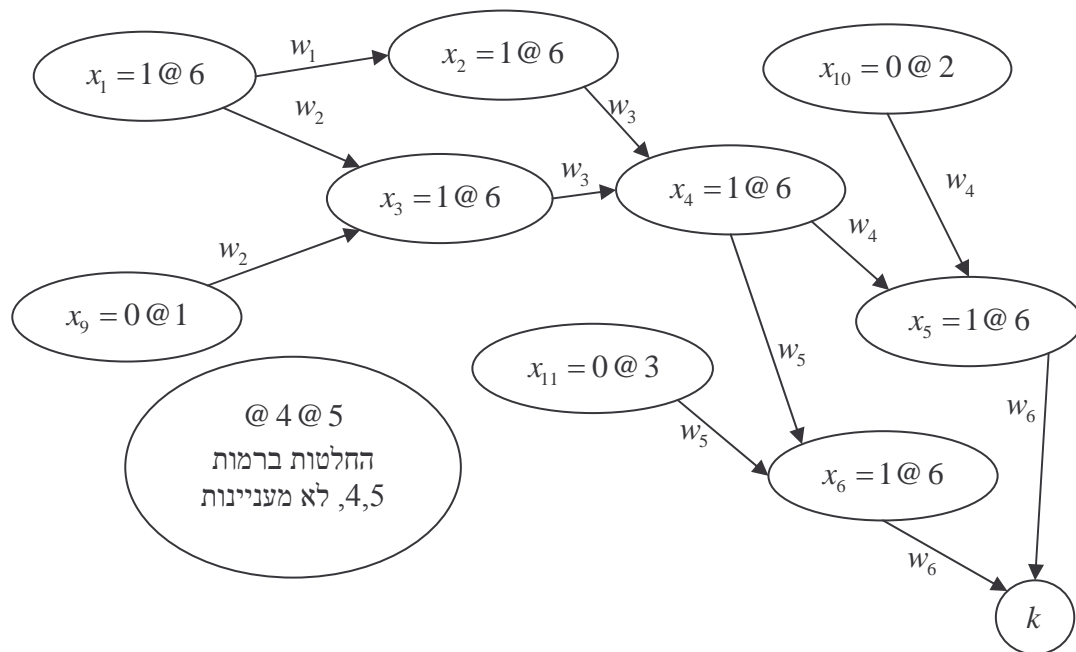 x₁ = 1@6
w₁
x₂ = 1@6
x₁₀ = 0@2
w₂
w₃
x₃ = 1@6
w₃
x₄ = 1@6
w₄
w₄
w₂
x₉ = 0@1
x₅ = 1@6
x₁₁ = 0@3
w₅
w₅
w₆
@4@5
החלטות ברמות
4,5, לא מעניינות
x₆ = 1@6
w₆
k